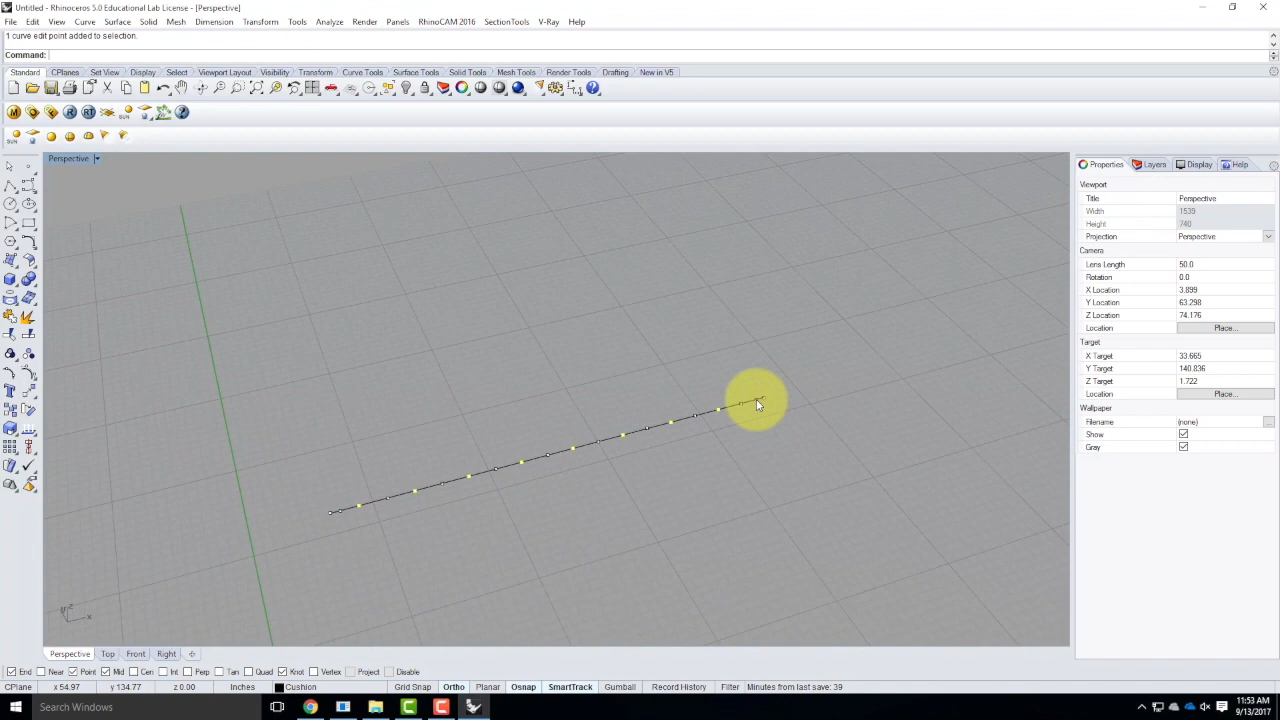 Untitled - Rhinoceros 5.0 Educational Lab License - [Perspective]
File Edit View Curve Surface Solid Mesh Dimension Transform Tools Analyze Render Panels RhinoCAM 2016 SectionTools V-Ray Help
1 curve edit point added to selection.
Command:
Standard CPlanes Set View Display Select Viewport Layout Visibility Transform Curve Tools Surface Tools Solid Tools Mesh Tools Render Tools Drafting New in V5
M R RT ?
SUN
SUN
Perspective
Properties Layers Display Help
Viewport
Title Perspective
Width 1539
Height 740
Projection Perspective
Camera
Lens Length 50.0
Rotation 0.0
X Location 3.899
Y Location 63.298
Z Location 74.176
Location Place...
Target
X Target 33.665
Y Target 140.836
Z Target 1.722
Location Place...
Wallpaper
Filename (none) ...
Show
Gray
z x
Perspective Top Front Right
End Near Point Mid Cen Int Perp Tan Quad Knot Vertex Project Disable
CPlane x 54.97 y 134.77 z 0.00 Inches Cushion Grid Snap Ortho Planar Osnap SmartTrack Gumball Record History Filter Minutes from last save: 39
Search Windows
11:53 AM
9/13/2017